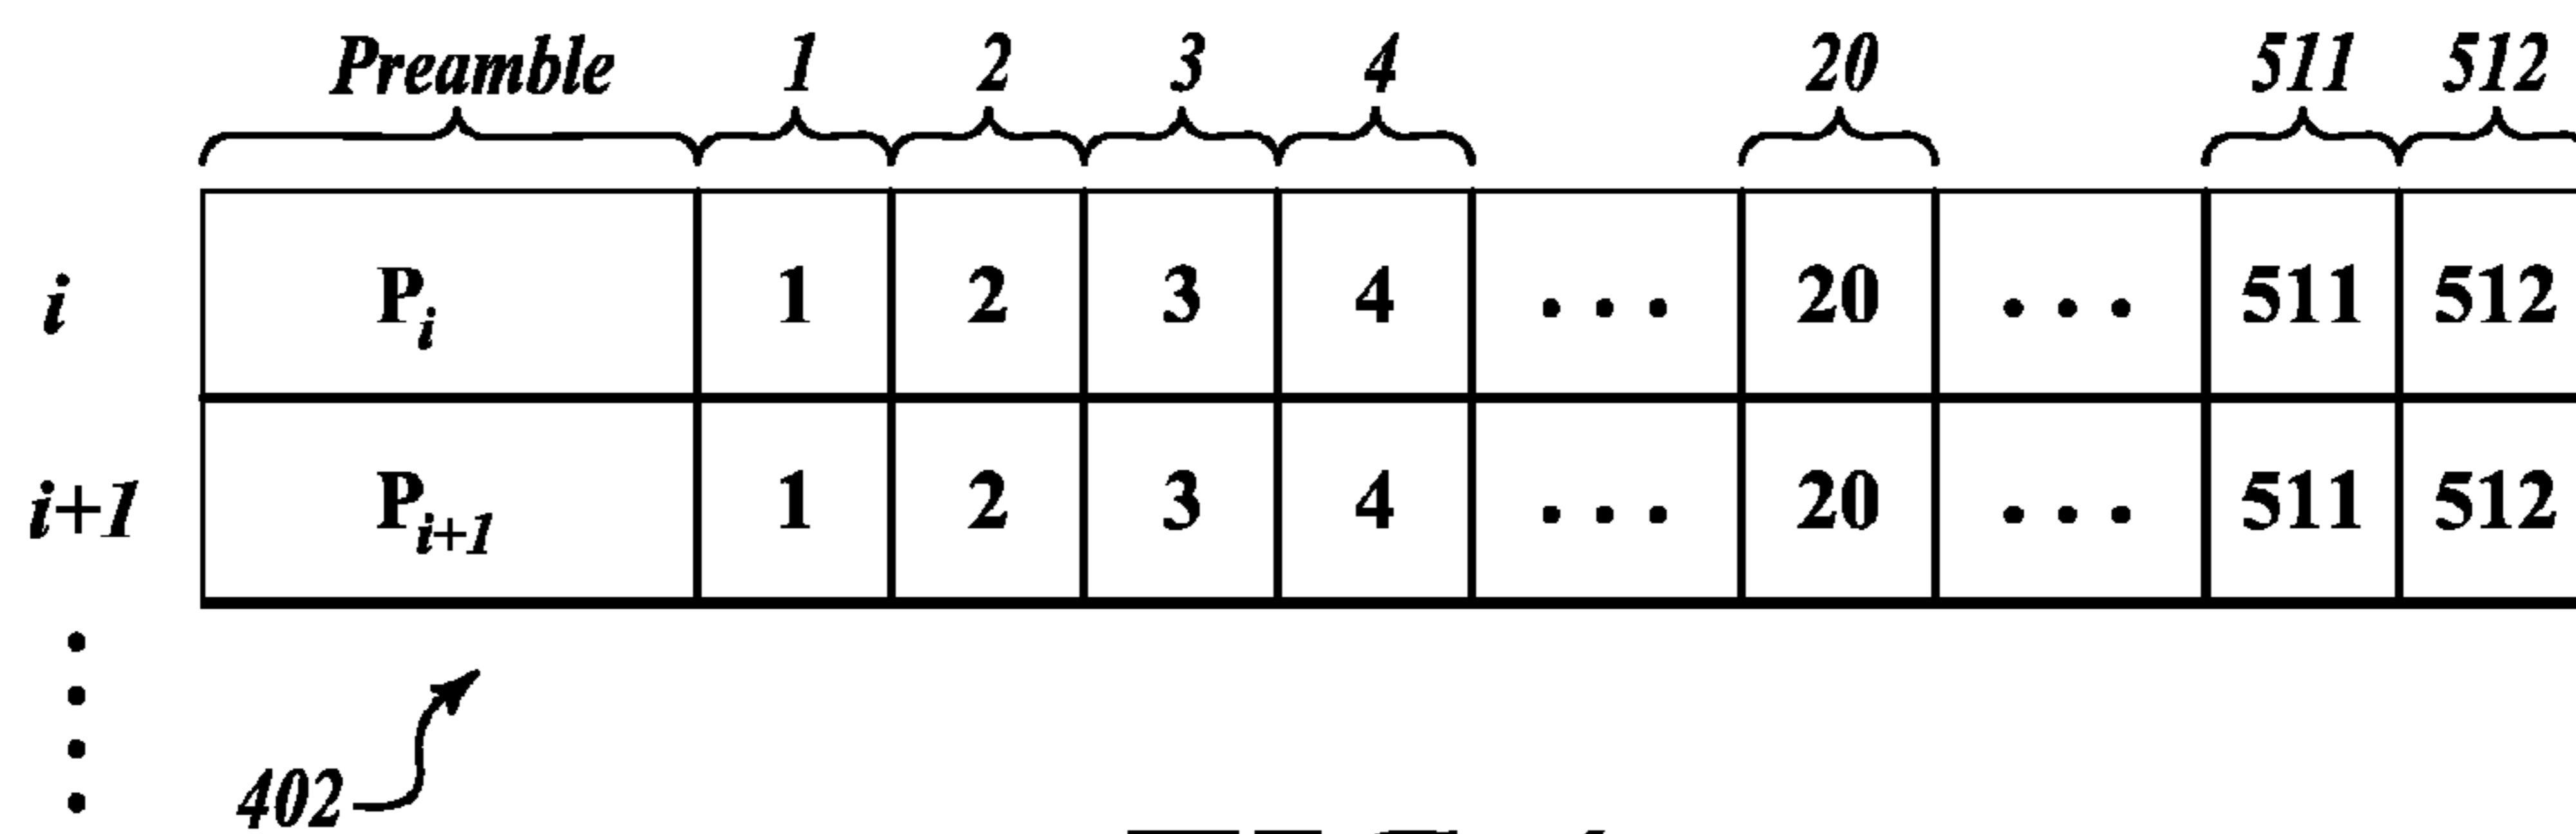 Preamble 1 2 3 4 20 511 512
i P_i 1 2 3 4 ... 20 ... 511 512
i+1 P_{i+1} 1 2 3 4 ... 20 ... 511 512
402